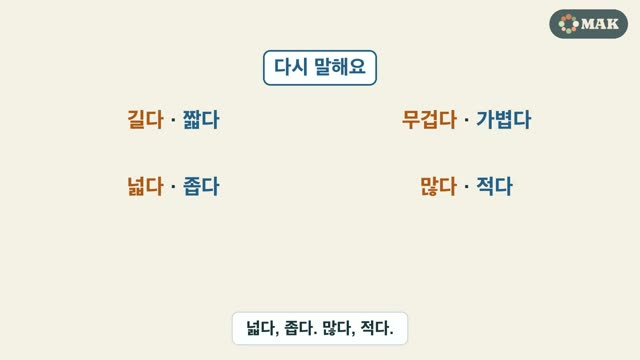 MAK
다시 말해요
길다 · 짧다
무겁다 · 가볍다
넓다 · 좁다
많다 · 적다
넓다, 좁다. 많다, 적다.